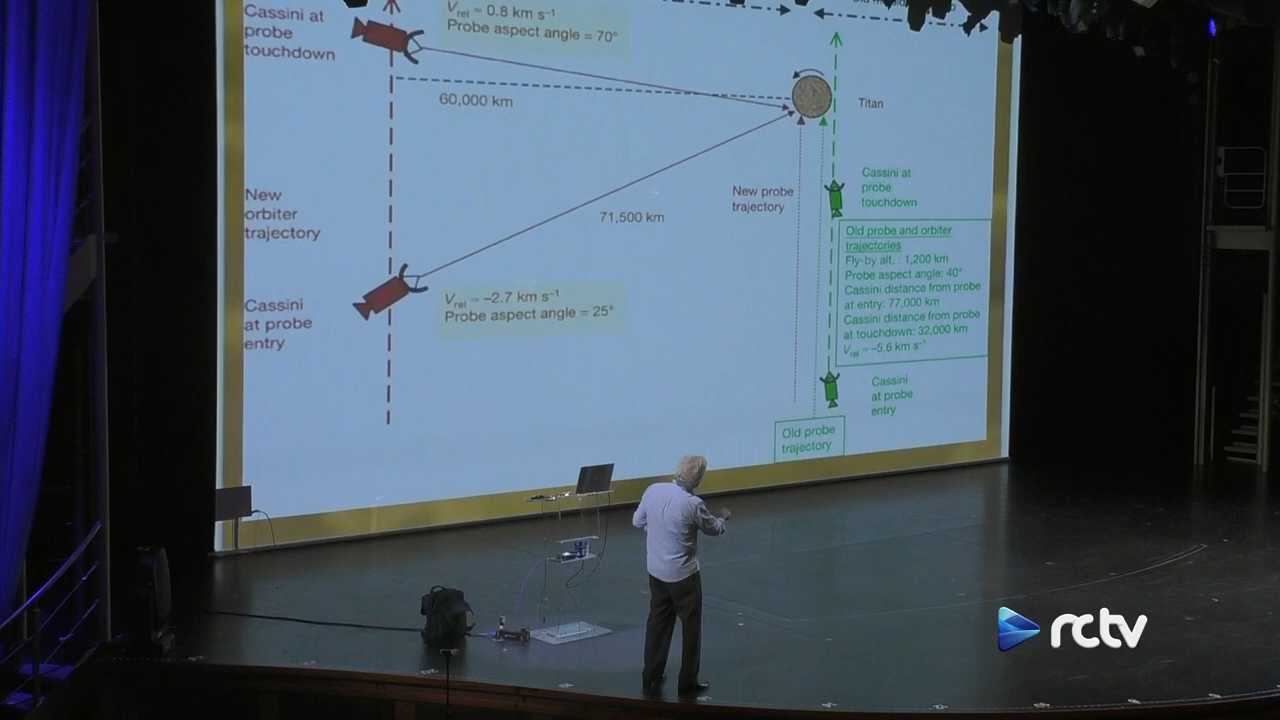 Cassini at
probe
touchdown
Vrel ≈ 0.8 km s⁻¹
Probe aspect angle = 70°
60,000 km
Titan
New
orbiter
trajectory
71,500 km
New probe
trajectory
Cassini at
probe
touchdown
Old probe and orbiter
trajectories
Fly-by alt. : 1,200 km
Probe aspect angle: 40°
Cassini distance from probe
at entry: 77,000 km
Cassini distance from probe
at touchdown: 32,000 km
Vrel ≈ –5.6 km s⁻¹
Cassini
at probe
entry
Vrel ≈ –2.7 km s⁻¹
Probe aspect angle = 25°
Cassini
at probe
entry
Old probe
trajectory
rctv